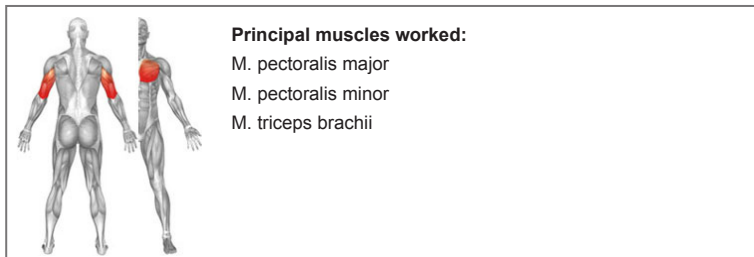 Principal muscles worked:
M. pectoralis major
M. pectoralis minor
M. triceps brachii